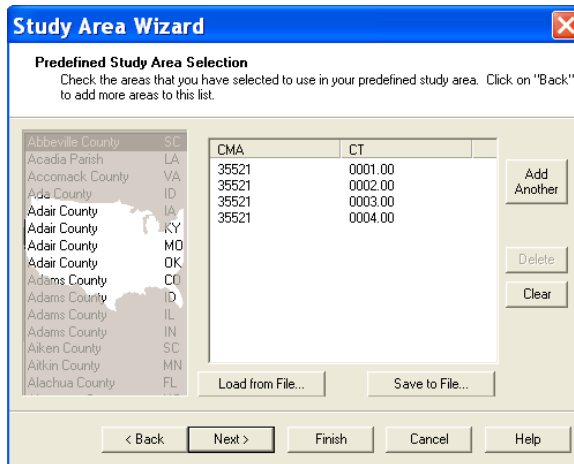 Study Area Wizard
Predefined Study Area Selection
Check the areas that you have selected to use in your predefined study area. Click on "Back"
to add more areas to this list.
Abbeville County SC
Acadia Parish LA
Accomack County VA
Ada County ID
Adair County IA
Adair County KY
Adair County MO
Adair County OK
Adams County CO
Adams County ID
Adams County IL
Adams County IN
Aiken County SC
Aitkin County MN
Alachua County FL
CMA CT
35521 0001.00
35521 0002.00
35521 0003.00
35521 0004.00
Add
Another
Delete
Clear
Load from File...
Save to File...
< Back
Next >
Finish
Cancel
Help